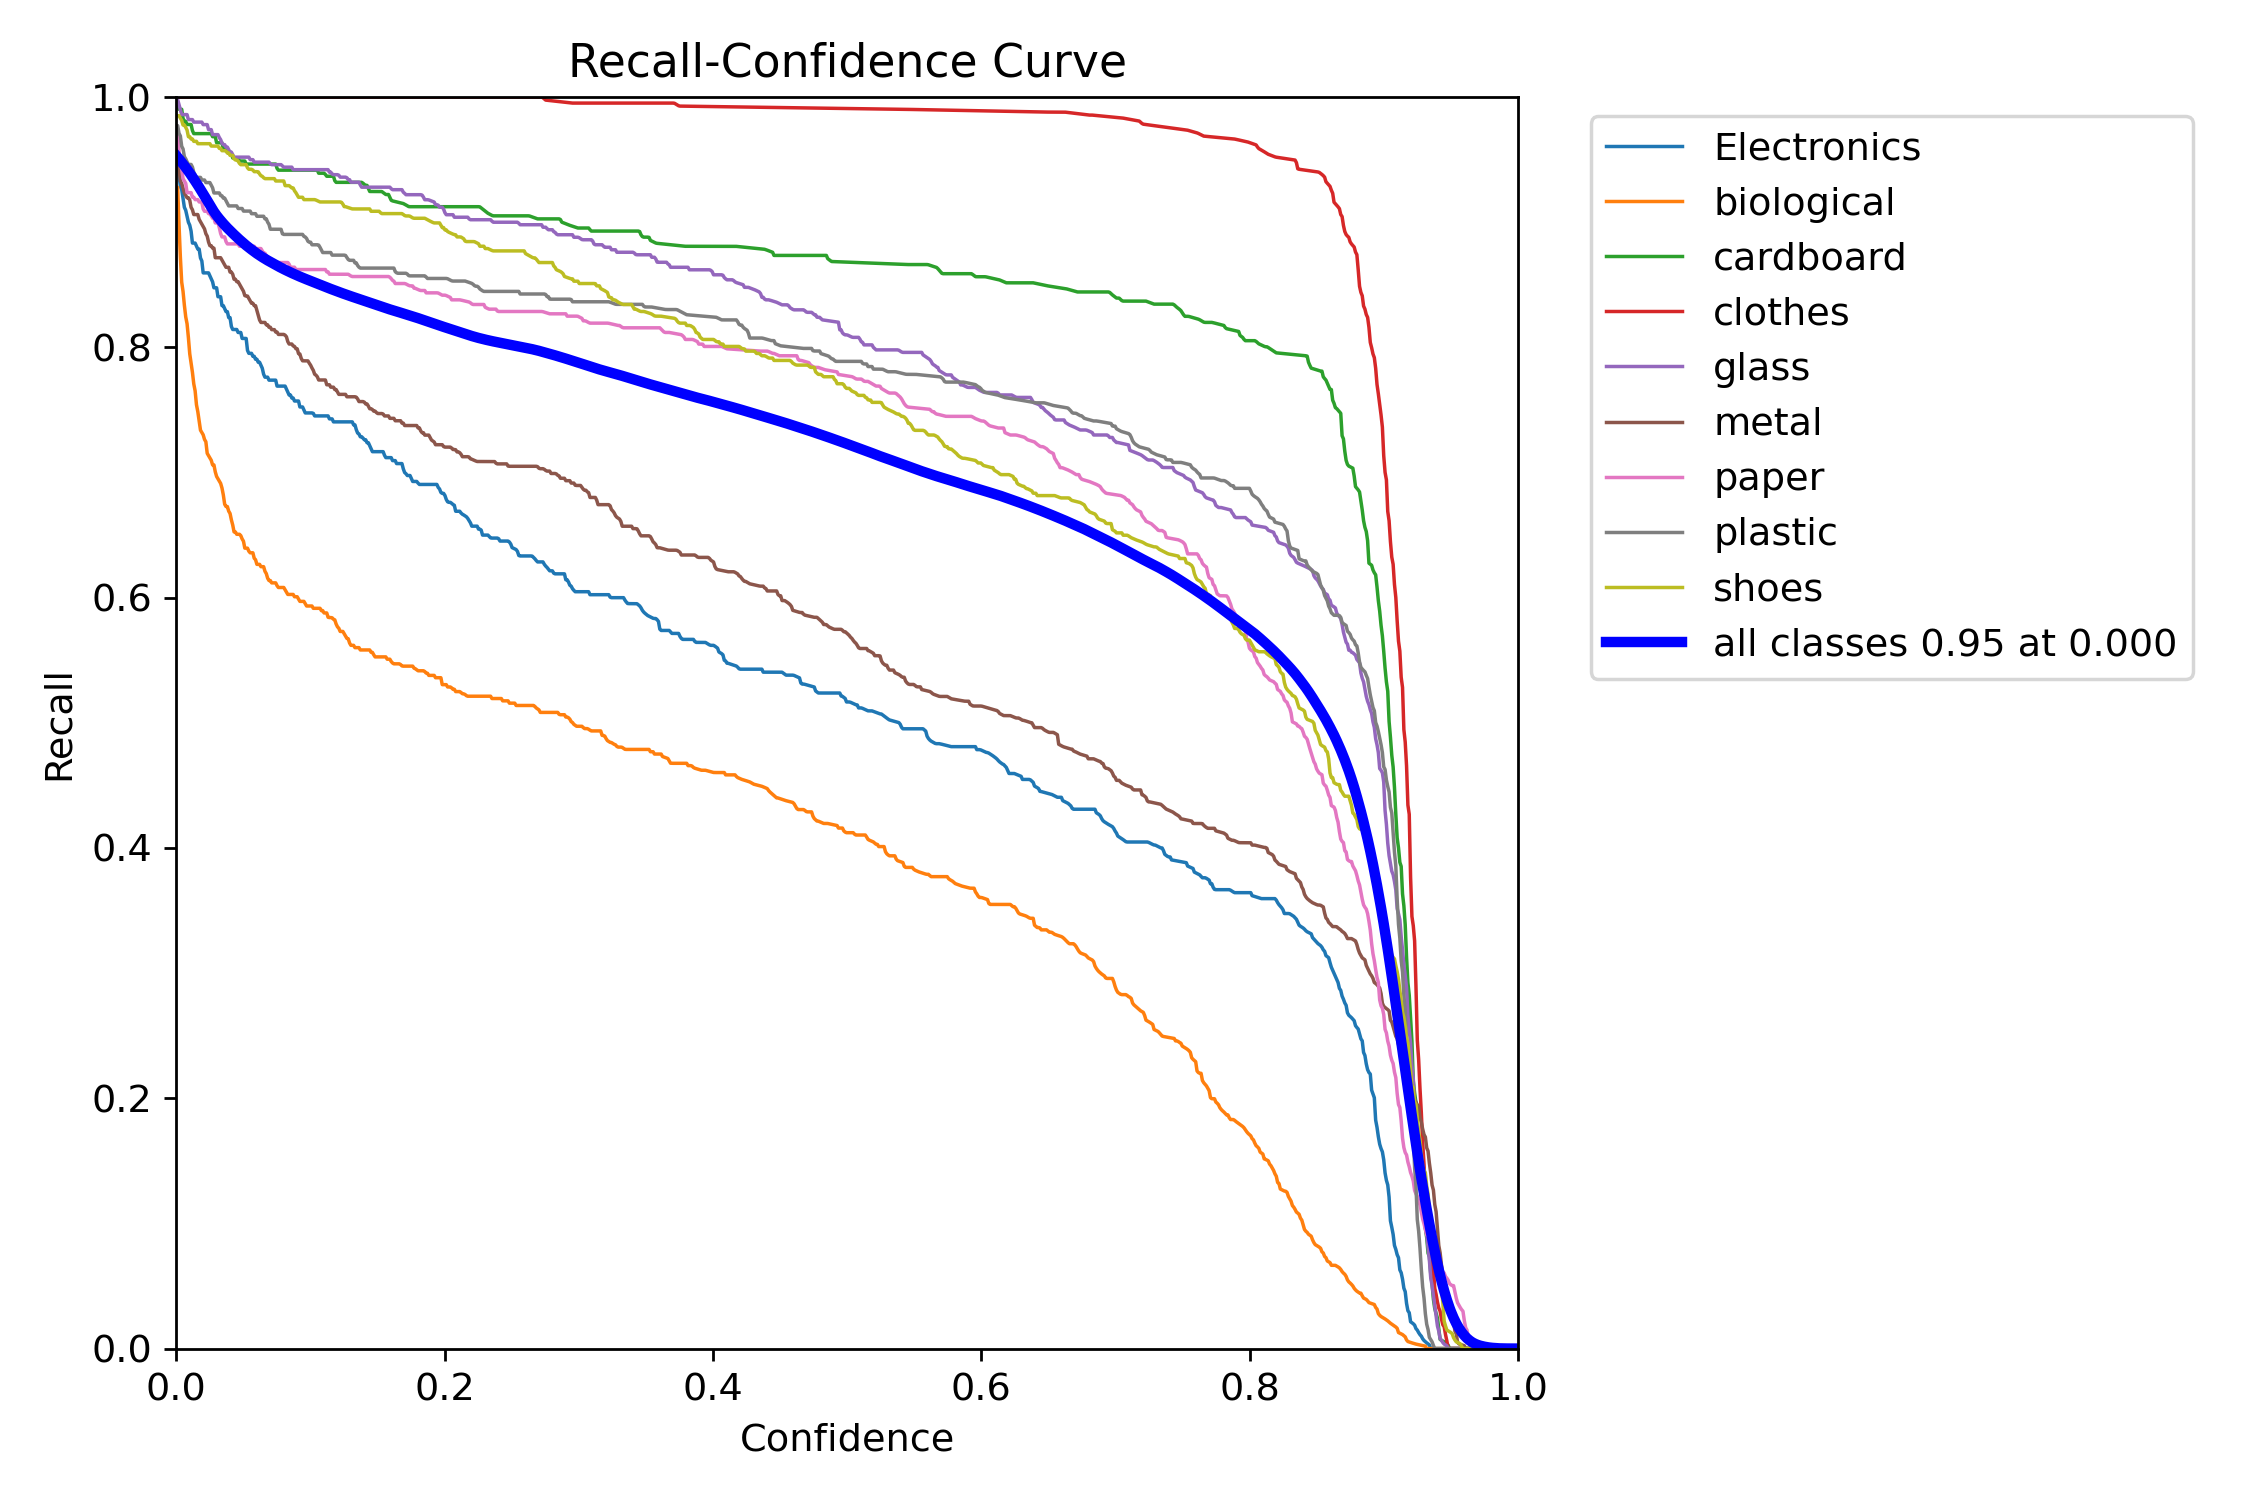 Recall-Confidence Curve
1.0
0.8
0.6
0.4
0.2
0.0
Recall
0.0 0.2 0.4 0.6 0.8 1.0
Confidence
Electronics
biological
cardboard
clothes
glass
metal
paper
plastic
shoes
all classes 0.95 at 0.000